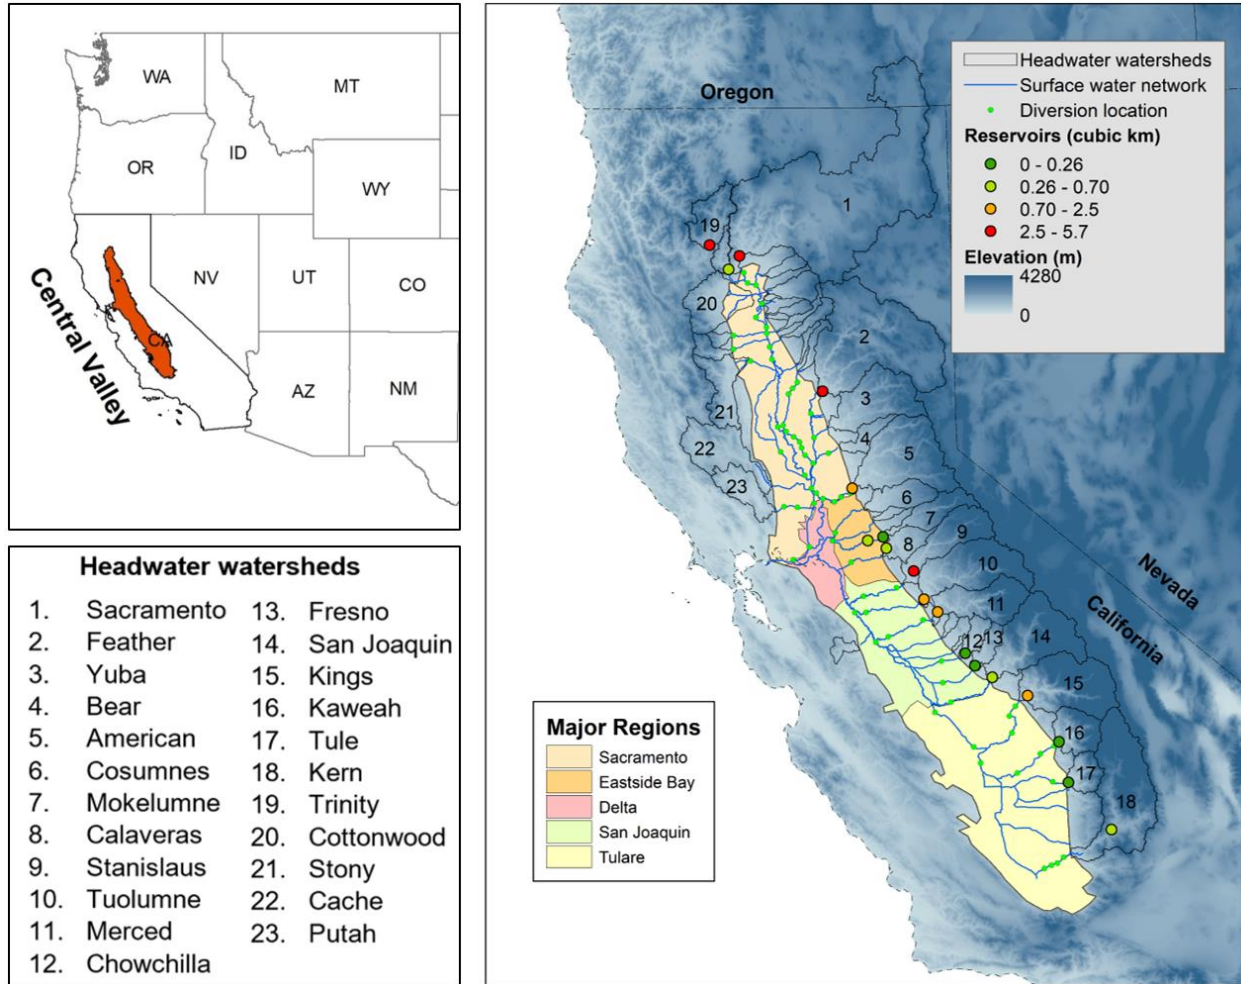 WA
MT
OR
ID
WY
NV
UT
CO
CA
AZ
NM
Central Valley
Headwater watersheds
1. Sacramento
2. Feather
3. Yuba
4. Bear
5. American
6. Cosumnes
7. Mokelumne
8. Calaveras
9. Stanislaus
10. Tuolumne
11. Merced
12. Chowchilla
13. Fresno
14. San Joaquin
15. Kings
16. Kaweah
17. Tule
18. Kern
19. Trinity
20. Cottonwood
21. Stony
22. Cache
23. Putah
Headwater watersheds
Surface water network
Diversion location
Reservoirs (cubic km)
0 - 0.26
0.26 - 0.70
0.70 - 2.5
2.5 - 5.7
Elevation (m)
4280
0
Oregon
1
19
20
2
3
21
4
22
5
23
6
7
9
8
10
11
12
13
14
15
16
17
18
Nevada
California
Major Regions
Sacramento
Eastside Bay
Delta
San Joaquin
Tulare